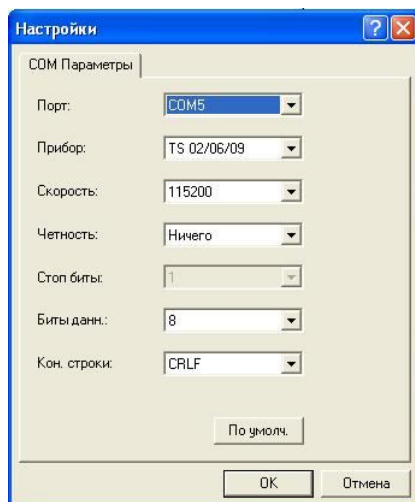 Настройки
COM Параметры
Порт: COM5
Прибор: TS 02/06/09
Скорость: 115200
Четность: Ничего
Стоп биты: 1
Биты данн.: 8
Кон. строки: CRLF
По умолч.
OK Отмена